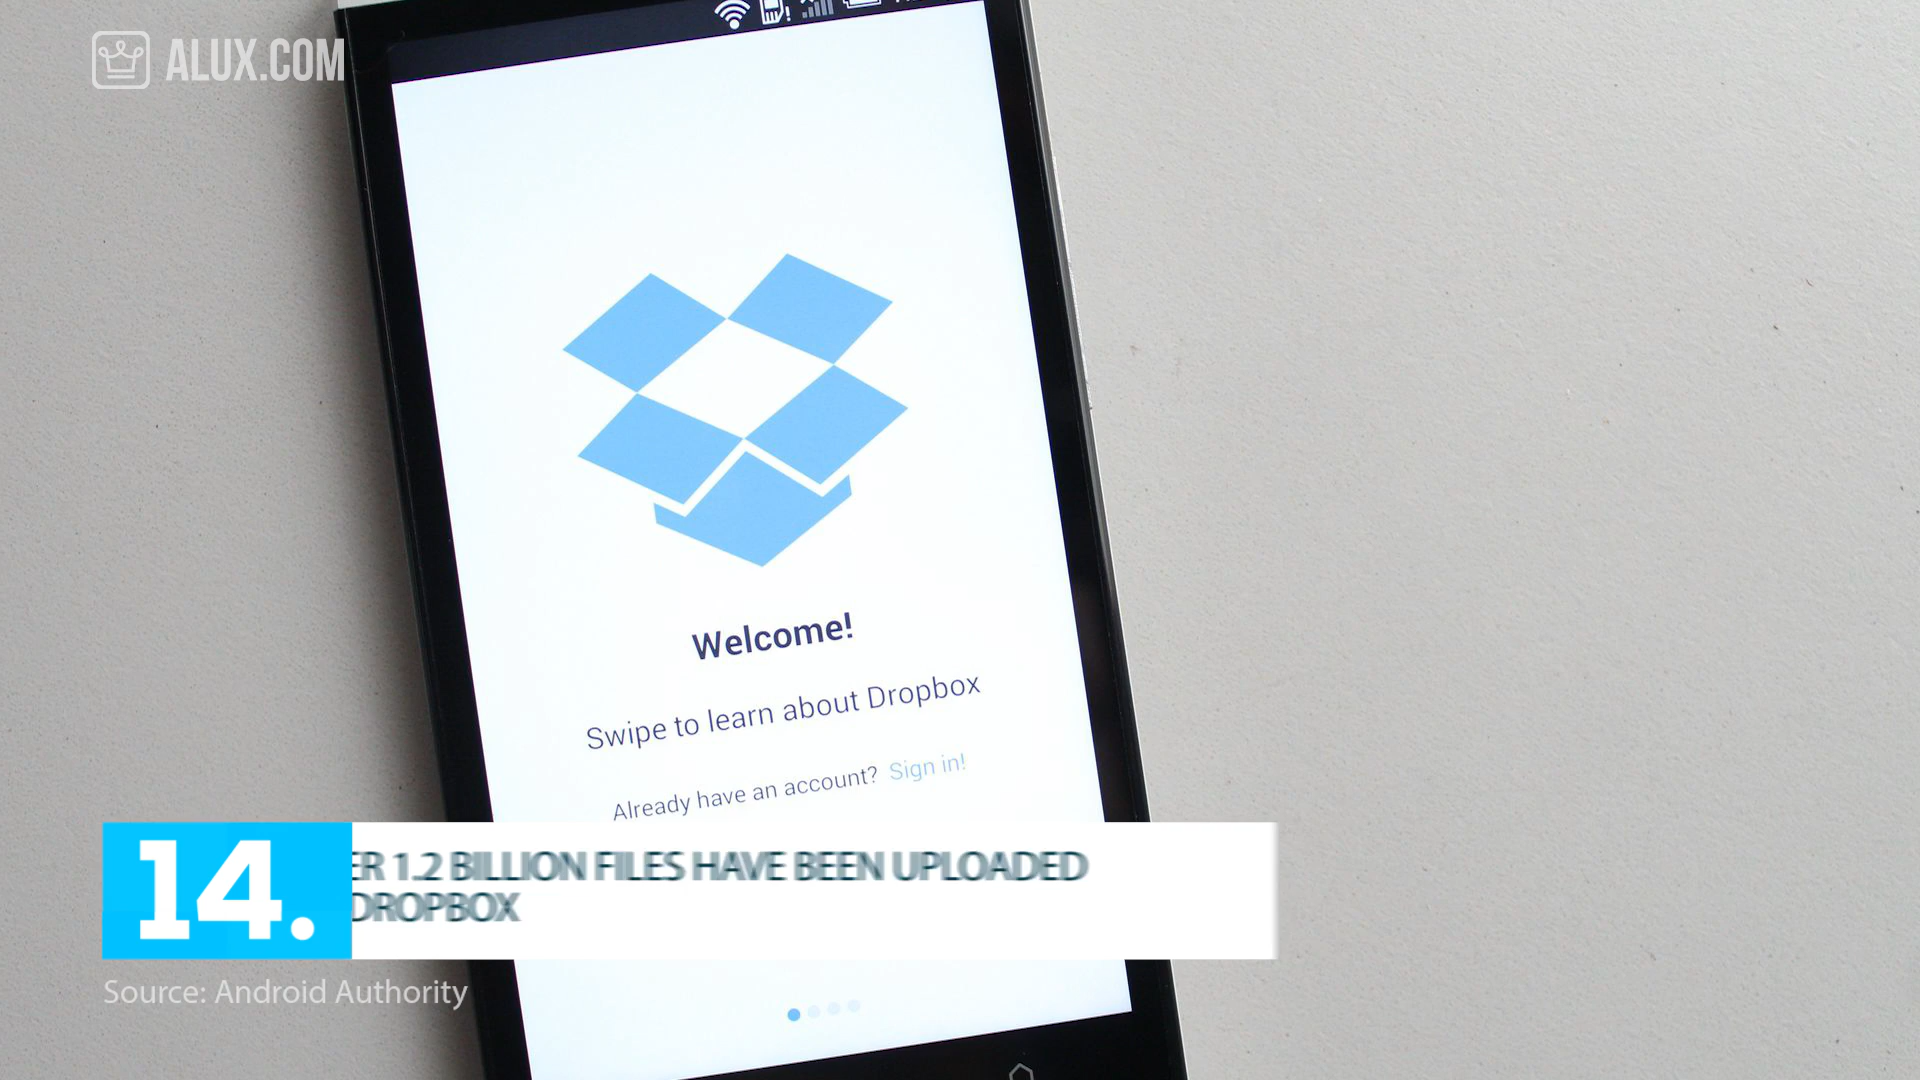 ALUX.COM
Welcome!
Swipe to learn about Dropbox
Already have an account? Sign in!
14.
ER 1.2 BILLION FILES HAVE BEEN UPLOADED
DROPBOX
Source: Android Authority